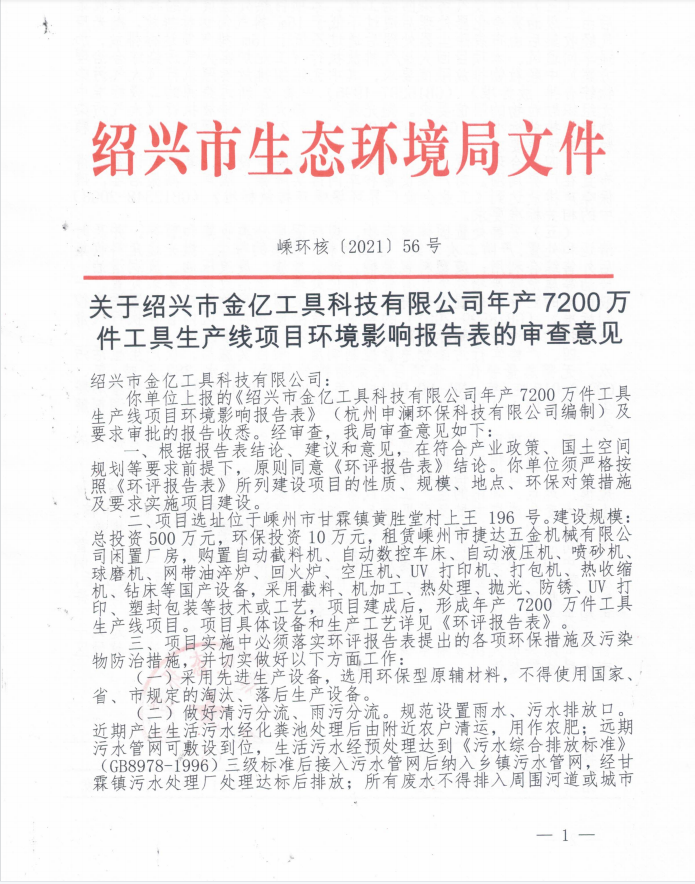 绍兴市生态环境局文件
嵊环核〔2021〕56号
关于绍兴市金亿工具科技有限公司年产7200万
件工具生产线项目环境影响报告表的审查意见
绍兴市金亿工具科技有限公司：
你单位上报的《绍兴市金亿工具科技有限公司年产7200万件工具
生产线项目环境影响报告表》（杭州申澜环保科技有限公司编制）及
要求审批的报告收悉。经审查，我局审查意见如下：
一、根据报告表结论、建议和意见，在符合产业政策、国土空间
规划等要求前提下，原则同意《环评报告表》结论。你单位须严格按
照《环评报告表》所列建设项目的性质、规模、地点、环保对策措施
及要求实施项目建设。
二、项目选址位于嵊州市甘霖镇黄胜堂村上王 196 号。建设规模：
总投资500万元，环保投资10万元，租赁嵊州市捷达五金机械有限公
司闲置厂房，购置自动截料机、自动数控车床、自动液压机、喷砂机、
球磨机、网带油淬炉、回火炉、空压机、UV 打印机、打包机、热收缩
机、钻床等国产设备，采用截料、机加工、热处理、抛光、防锈、UV 打
印、塑封包装等技术或工艺，项目建成后，形成年产 7200 万件工具
生产线项目。项目具体设备和生产工艺详见《环评报告表》。
三、项目实施中必须落实环评报告表提出的各项环保措施及污染
物防治措施，并切实做好以下方面工作：
（一）采用先进生产设备，选用环保型原辅材料，不得使用国家、
省、市规定的淘汰、落后生产设备。
（二）做好清污分流、雨污分流。规范设置雨水、污水排放口。
近期产生生活污水经化粪池处理后由附近农户清运，用作农肥；远期
污水管网可敷设到位，生活污水经预处理达到《污水综合排放标准》
（GB8978-1996）三级标准后接入污水管网后纳入乡镇污水管网，经甘
霖镇污水处理厂处理达标后排放；所有废水不得排入周围河道或城市
— 1 —